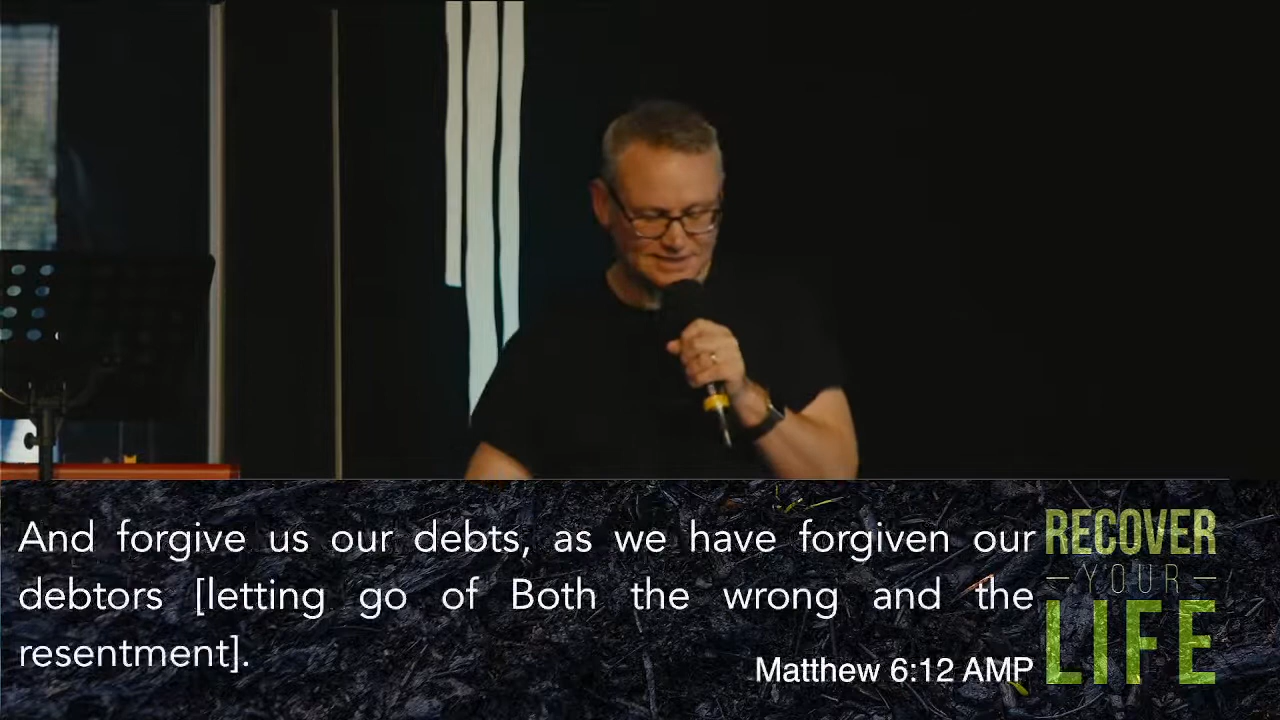 And forgive us our debts, as we have forgiven our
debtors [letting go of Both the wrong and the
resentment].
Matthew 6:12 AMP
RECOVER
YOUR
LIFE